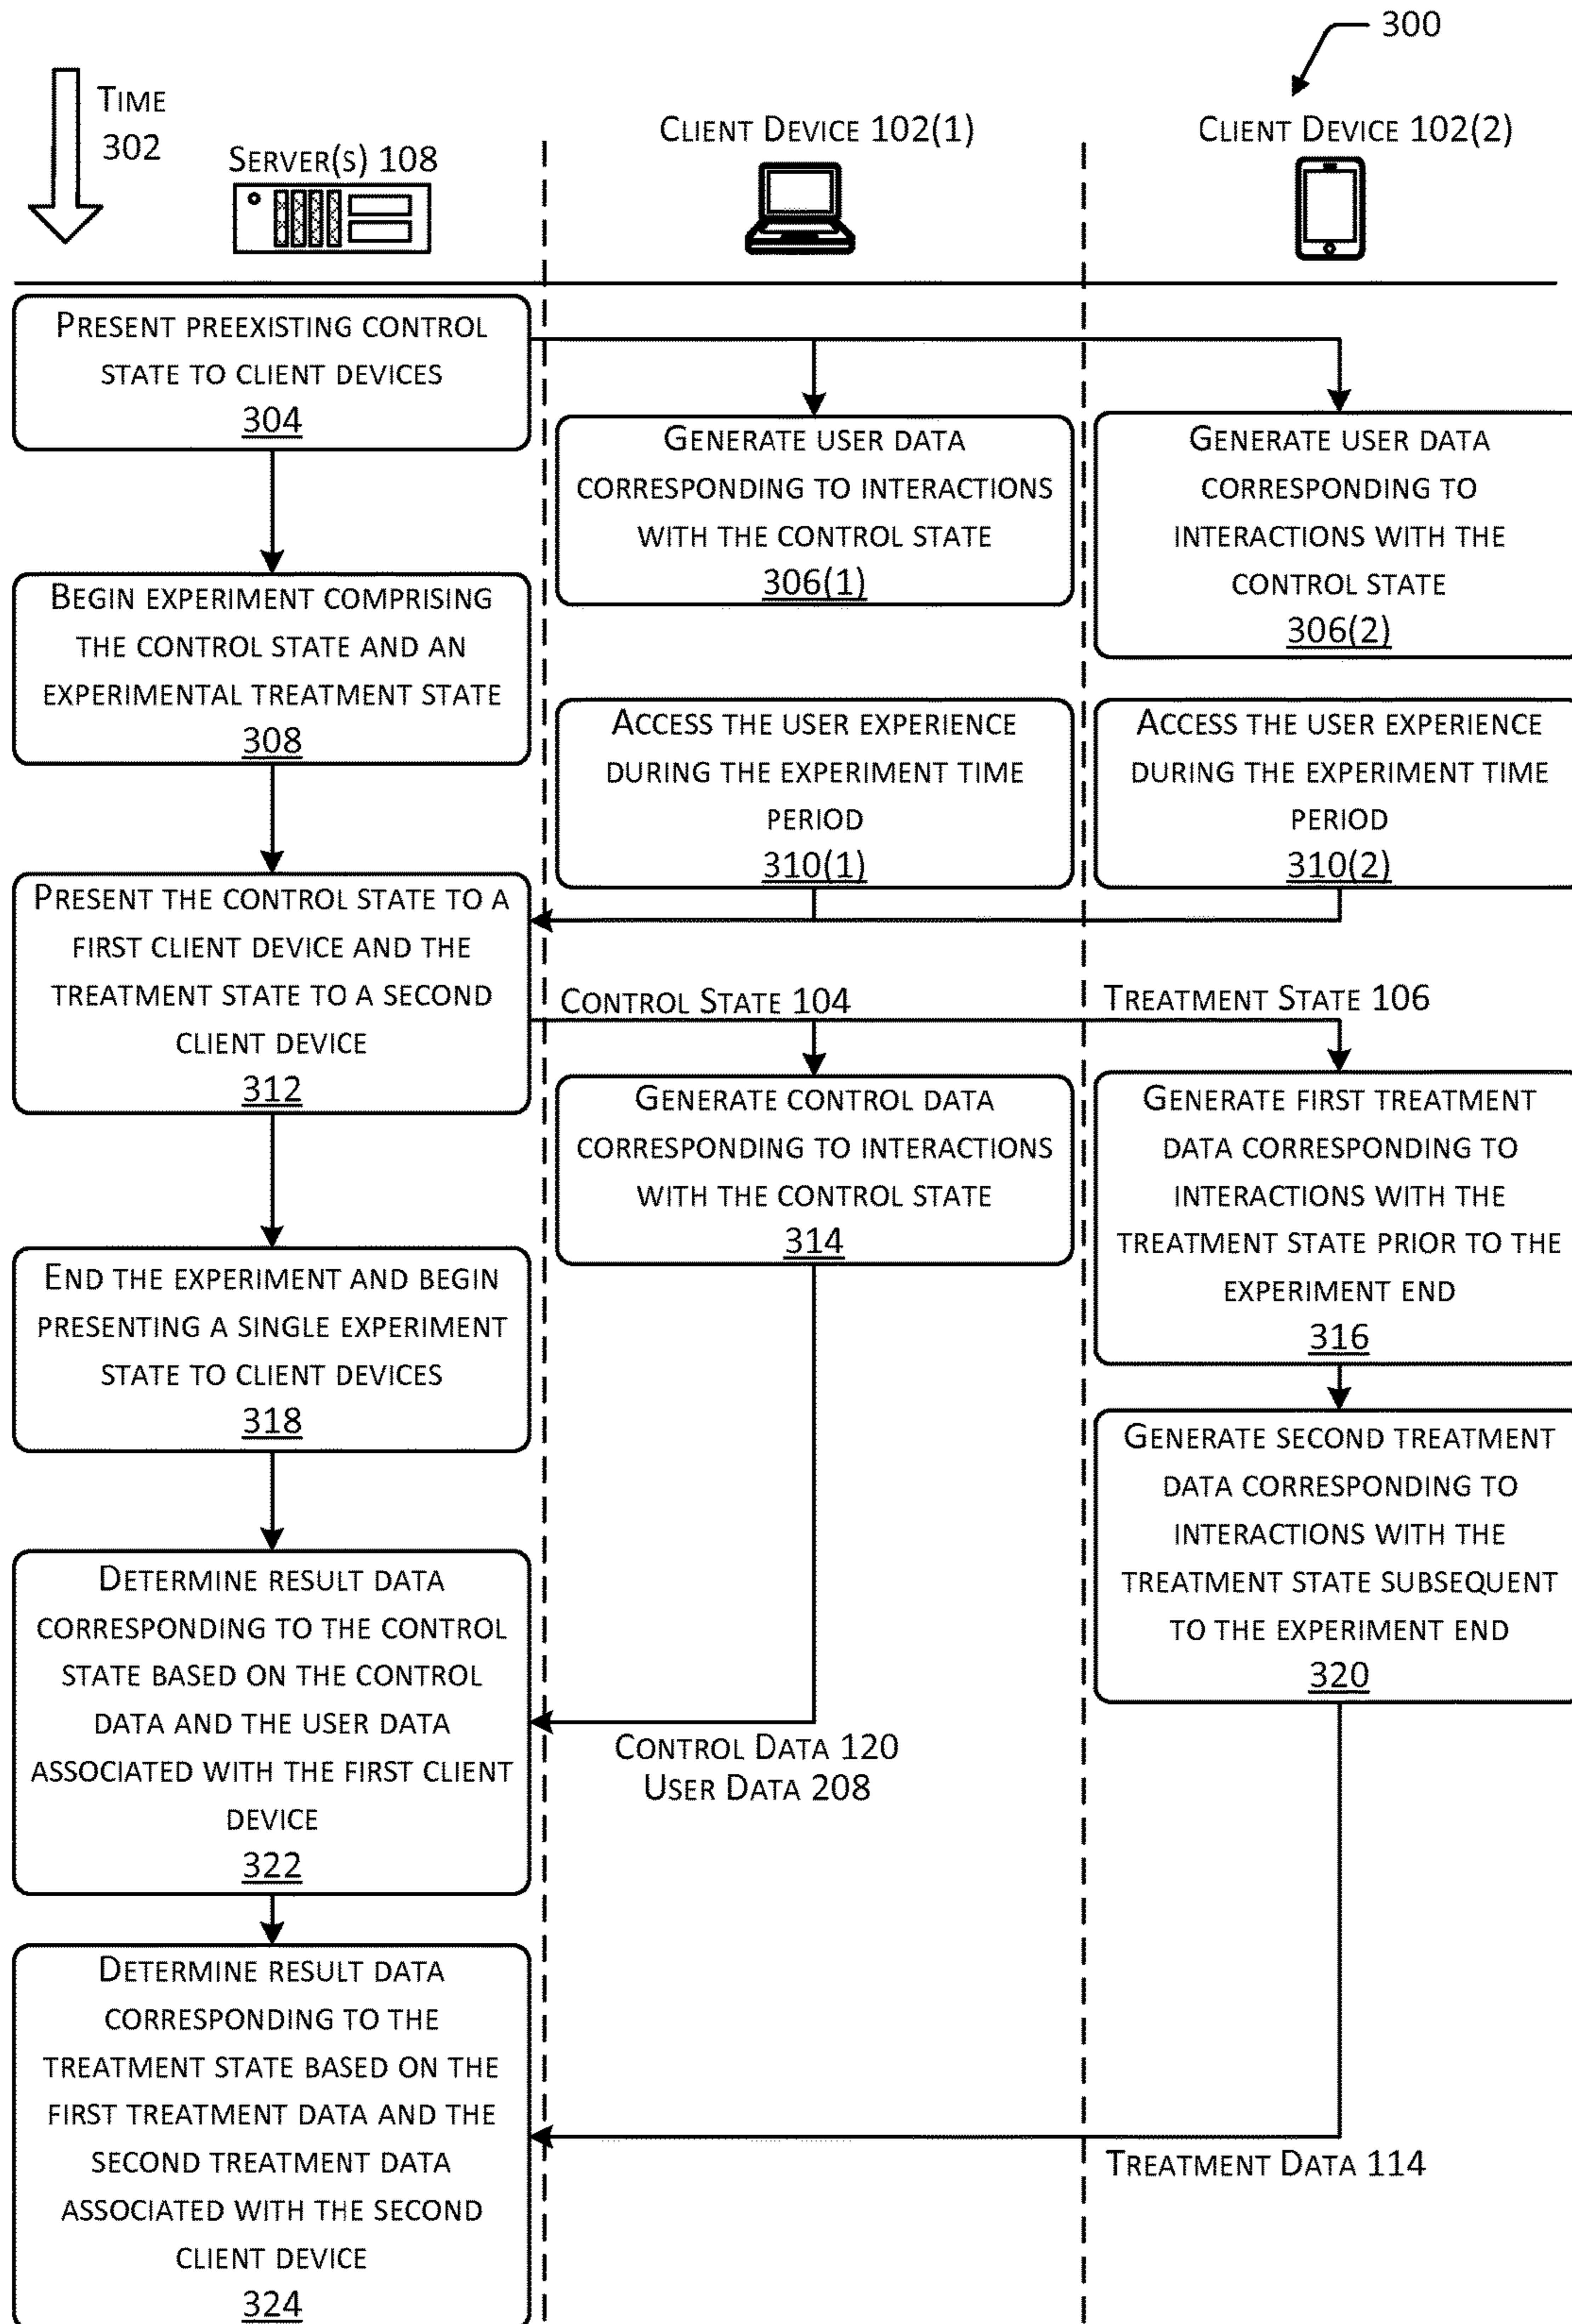 300
TIME
302
SERVER(S) 108
CLIENT DEVICE 102(1)
CLIENT DEVICE 102(2)
PRESENT PREEXISTING CONTROL
STATE TO CLIENT DEVICES
304
GENERATE USER DATA
CORRESPONDING TO INTERACTIONS
WITH THE CONTROL STATE
306(1)
GENERATE USER DATA
CORRESPONDING TO
INTERACTIONS WITH THE
CONTROL STATE
306(2)
BEGIN EXPERIMENT COMPRISING
THE CONTROL STATE AND AN
EXPERIMENTAL TREATMENT STATE
308
ACCESS THE USER EXPERIENCE
DURING THE EXPERIMENT TIME
PERIOD
310(1)
ACCESS THE USER EXPERIENCE
DURING THE EXPERIMENT TIME
PERIOD
310(2)
PRESENT THE CONTROL STATE TO A
FIRST CLIENT DEVICE AND THE
TREATMENT STATE TO A SECOND
CLIENT DEVICE
312
CONTROL STATE 104
TREATMENT STATE 106
GENERATE CONTROL DATA
CORRESPONDING TO INTERACTIONS
WITH THE CONTROL STATE
314
GENERATE FIRST TREATMENT
DATA CORRESPONDING TO
INTERACTIONS WITH THE
TREATMENT STATE PRIOR TO THE
EXPERIMENT END
316
END THE EXPERIMENT AND BEGIN
PRESENTING A SINGLE EXPERIMENT
STATE TO CLIENT DEVICES
318
GENERATE SECOND TREATMENT
DATA CORRESPONDING TO
INTERACTIONS WITH THE
TREATMENT STATE SUBSEQUENT
TO THE EXPERIMENT END
320
DETERMINE RESULT DATA
CORRESPONDING TO THE CONTROL
STATE BASED ON THE CONTROL
DATA AND THE USER DATA
ASSOCIATED WITH THE FIRST CLIENT
DEVICE
322
CONTROL DATA 120
USER DATA 208
DETERMINE RESULT DATA
CORRESPONDING TO THE
TREATMENT STATE BASED ON THE
FIRST TREATMENT DATA AND THE
SECOND TREATMENT DATA
ASSOCIATED WITH THE SECOND
CLIENT DEVICE
324
TREATMENT DATA 114